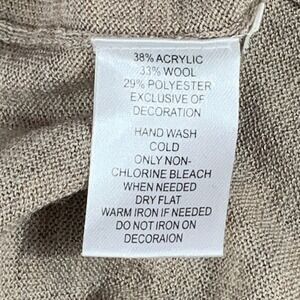 38% ACRYLIC
33% WOOL
29% POLYESTER
EXCLUSIVE OF
DECORATION
HAND WASH
COLD
ONLY NON-
CHLORINE BLEACH
WHEN NEEDED
DRY FLAT
WARM IRON IF NEEDED
DO NOT IRON ON
DECORAION